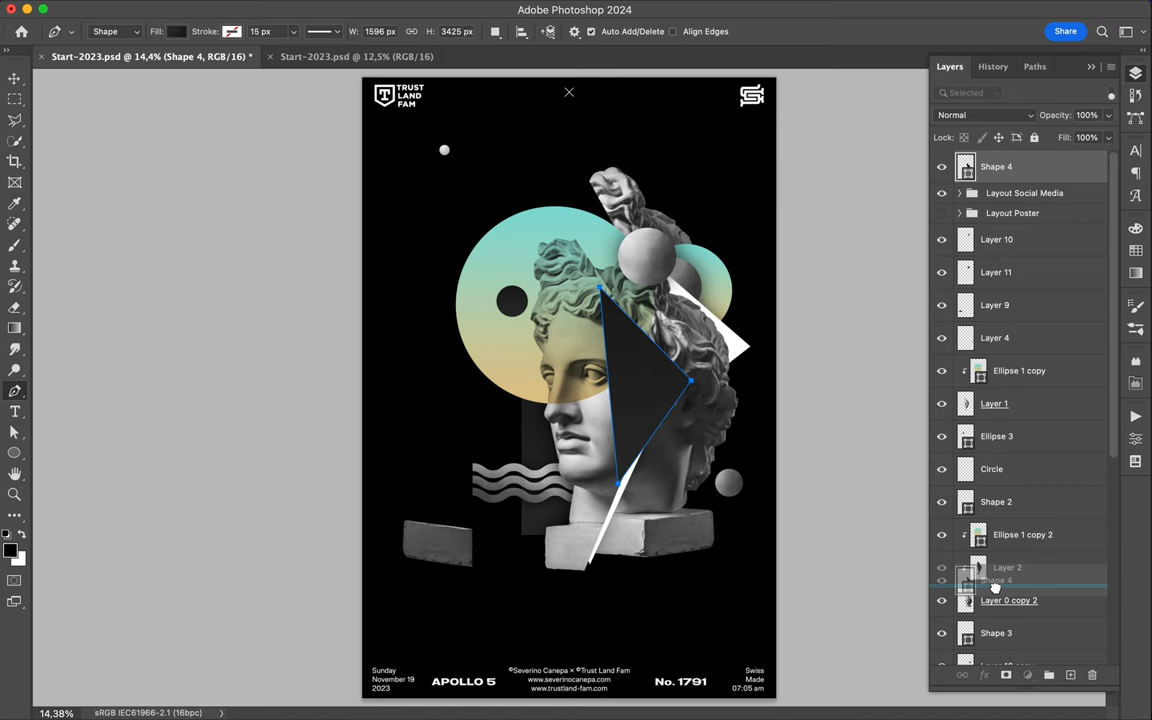 Adobe Photoshop 2024
Shape
Fill:
Stroke:
15 px
W: 1596 px
H: 3425 px
Auto Add/Delete
Align Edges
Share
Start-2023.psd @ 14,4% (Shape 4, RGB/16) *
Start-2023.psd @ 12,5% (RGB/16)
Layers
History
Paths
Selected
Normal
Opacity: 100%
Lock:
Fill: 100%
Shape 4
Layout Social Media
Layout Poster
Layer 10
Layer 11
Layer 9
Layer 4
Ellipse 1 copy
Layer 1
Ellipse 3
Circle
Shape 2
Ellipse 1 copy 2
Layer 2
Shape 4
Layer 0 copy 2
Shape 3
TRUST
LAND
FAM
Sunday
November 19
2023
APOLLO 5
©Severino Canepa × ©Trust Land Fam
www.severinocanepa.com
www.trustland-fam.com
No. 1791
Swiss
Made
07:05 am
14,38%
sRGB IEC61966-2.1 (16bpc)